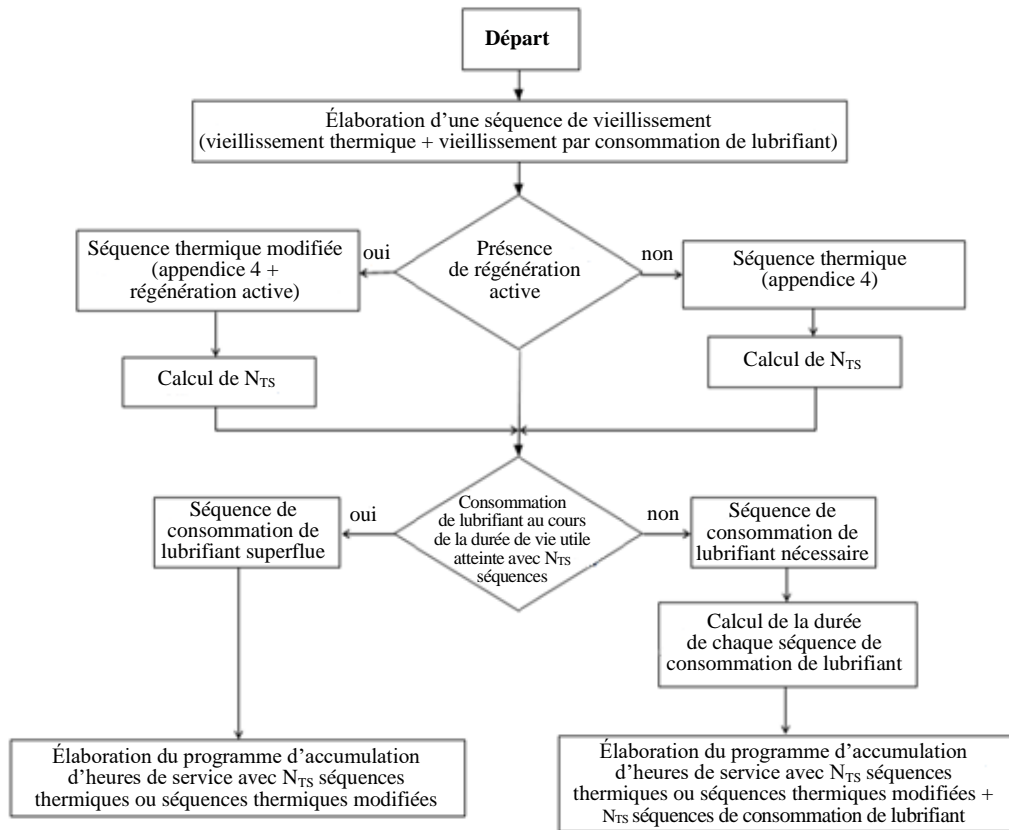 Départ
Élaboration d’une séquence de vieillissement
(vieillissement thermique + vieillissement par consommation de lubrifiant)
Séquence thermique modifiée
(appendice 4 +
régénération active)
oui
Présence
de régénération
active
non
Séquence thermique
(appendice 4)
Calcul de NTS
Calcul de NTS
Séquence de
consommation de
lubrifiant superflue
oui
Consommation
de lubrifiant au cours
de la durée de vie utile
atteinte avec NTS
séquences
non
Séquence de
consommation de
lubrifiant nécessaire
Calcul de la durée
de chaque séquence de
consommation de lubrifiant
Élaboration du programme d’accumulation
d’heures de service avec NTS séquences
thermiques ou séquences thermiques modifiées
Élaboration du programme d’accumulation
d’heures de service avec NTS séquences
thermiques ou séquences thermiques modifiées +
NTS séquences de consommation de lubrifiant